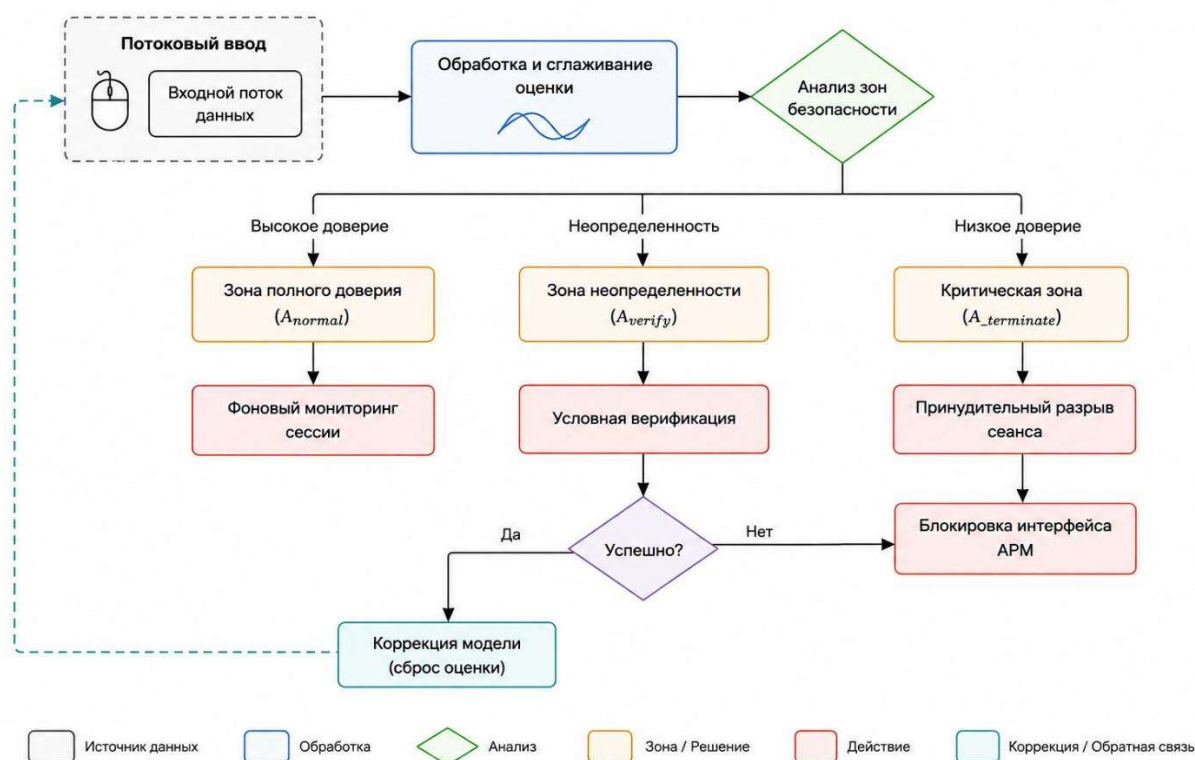 Потоковый ввод
Входной поток
данных
Обработка и сглаживание
оценки
Анализ зон
безопасности
Высокое доверие
Неопределенность
Низкое доверие
Зона полного доверия
(A_normal)
Зона неопределенности
(A_verify)
Критическая зона
(A__terminate)
Фоновый мониторинг
сессии
Условная верификация
Принудительный разрыв
сеанса
Успешно?
Да
Нет
Блокировка интерфейса
АРМ
Коррекция модели
(сброс оценки)
Источник данных
Обработка
Анализ
Зона / Решение
Действие
Коррекция / Обратная связь